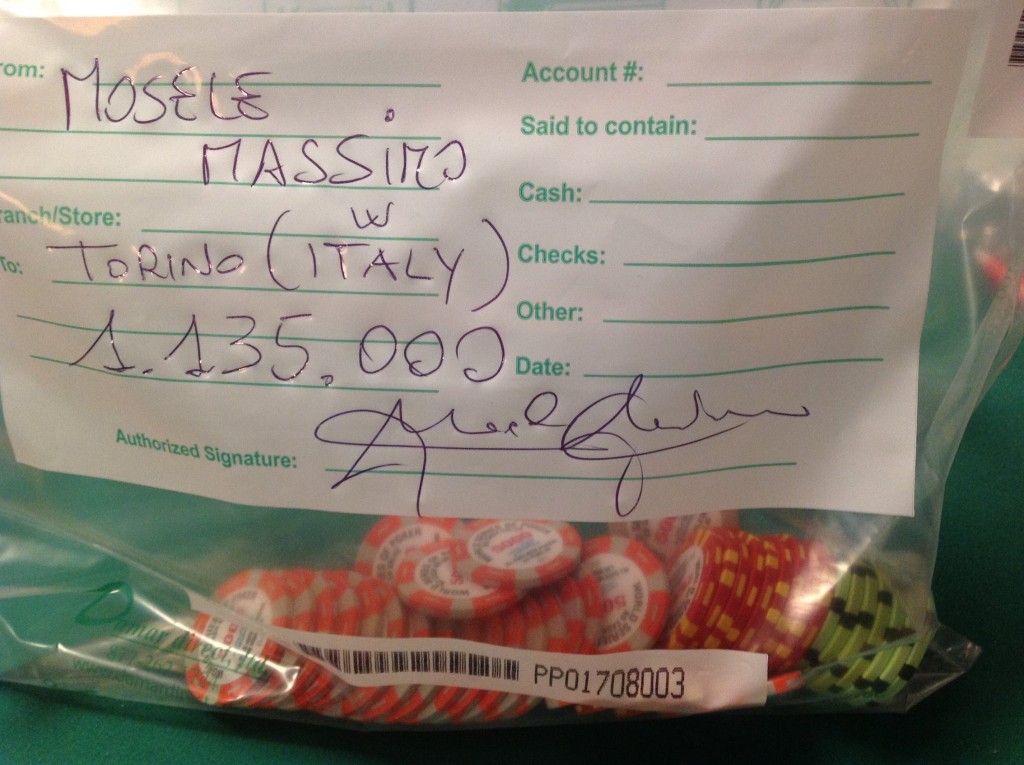 rom: MOSELE
MASSIMO
ranch/Store:
To: TORINO (ITALY)
1.135.000
Authorized Signature:
Account #:
Said to contain:
Cash:
Checks:
Other:
Date:
5000
PP01708003